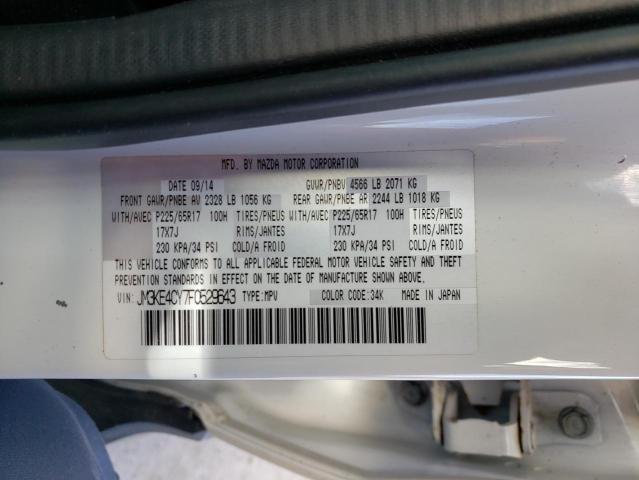 MFD. BY MAZDA MOTOR CORPORATION
DATE 09/14 GVWR/PNBV 4566 LB 2071 KG
FRONT GAWR/PNBE AV 2328 LB 1056 KG REAR GAWR/PNBE AR 2244 LB 1018 KG
WITH/AVEC P225/65R17 100H TIRES/PNEUS WITH/AVEC P225/65R17 100H TIRES/PNEUS
17X7J RIMS/JANTES 17X7J RIMS/JANTES
230 KPA/34 PSI COLD/A FROID 230 KPA/34 PSI COLD/A FROID
THIS VEHICLE CONFORMS TO ALL APPLICABLE FEDERAL MOTOR VEHICLE SAFETY AND THEFT
PREVENTION STANDARDS IN EFFECT ON THE DATE OF MANUFACTURE SHOWN ABOVE.
VIN: JM3KE4CY7F0529643 TYPE:MPV COLOR CODE: 34K MADE IN JAPAN